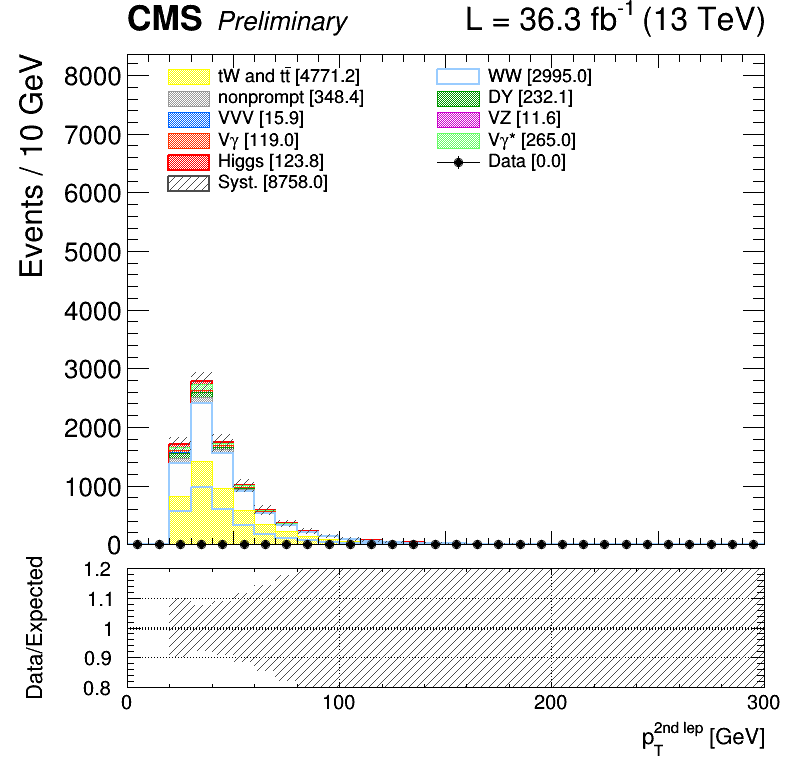 CMS Preliminary L = 36.3 fb⁻¹ (13 TeV)
Events / 10 GeV
8000
7000
6000
5000
4000
3000
2000
1000
0
tW and tt̄ [4771.2]
nonprompt [348.4]
VVV [15.9]
Vγ [119.0]
Higgs [123.8]
Syst. [8758.0]
WW [2995.0]
DY [232.1]
VZ [11.6]
Vγ* [265.0]
Data [0.0]
Data/Expected
1.2
1.1
1
0.9
0.8
0 100 200 300
p_T^2nd lep [GeV]